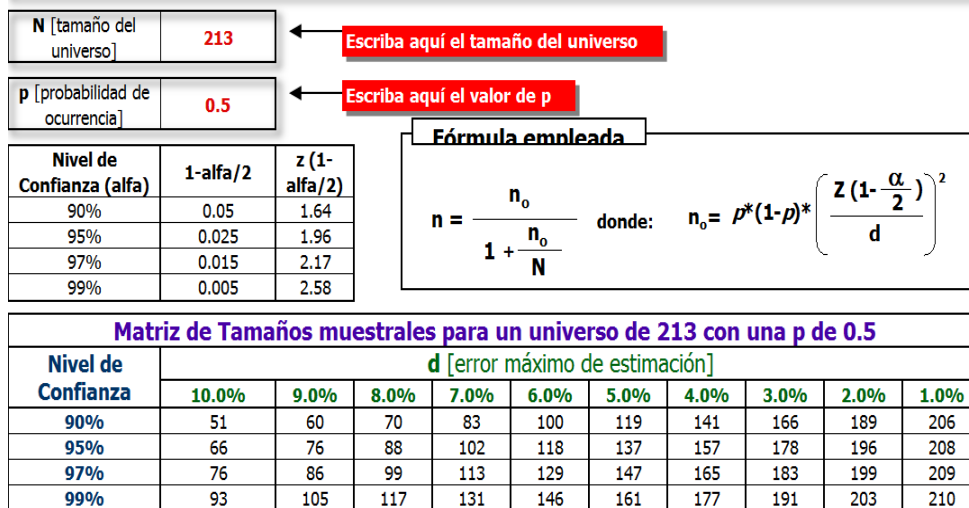 N [tamaño del
universo]
213
Escriba aquí el tamaño del universo
p [probabilidad de
ocurrencia]
0.5
Escriba aquí el valor de p
Nivel de
Confianza (alfa)
1-alfa/2
z (1-
alfa/2)
90% 0.05 1.64
95% 0.025 1.96
97% 0.015 2.17
99% 0.005 2.58
Fórmula empleada
n = n₀ / (1 + n₀ / N) donde: n₀= p*(1-p)*( Z (1- α/2 ) / d )²
Matriz de Tamaños muestrales para un universo de 213 con una p de 0.5
Nivel de
Confianza
d [error máximo de estimación]
10.0% 9.0% 8.0% 7.0% 6.0% 5.0% 4.0% 3.0% 2.0% 1.0%
90% 51 60 70 83 100 119 141 166 189 206
95% 66 76 88 102 118 137 157 178 196 208
97% 76 86 99 113 129 147 165 183 199 209
99% 93 105 117 131 146 161 177 191 203 210